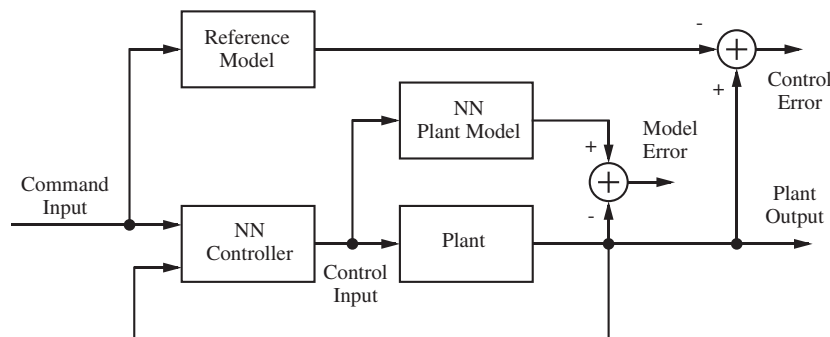 Reference
Model
-
+
Control
Error
NN
Plant Model
+
Model
Error
-
Command
Input
NN
Controller
Control
Input
Plant
Plant
Output